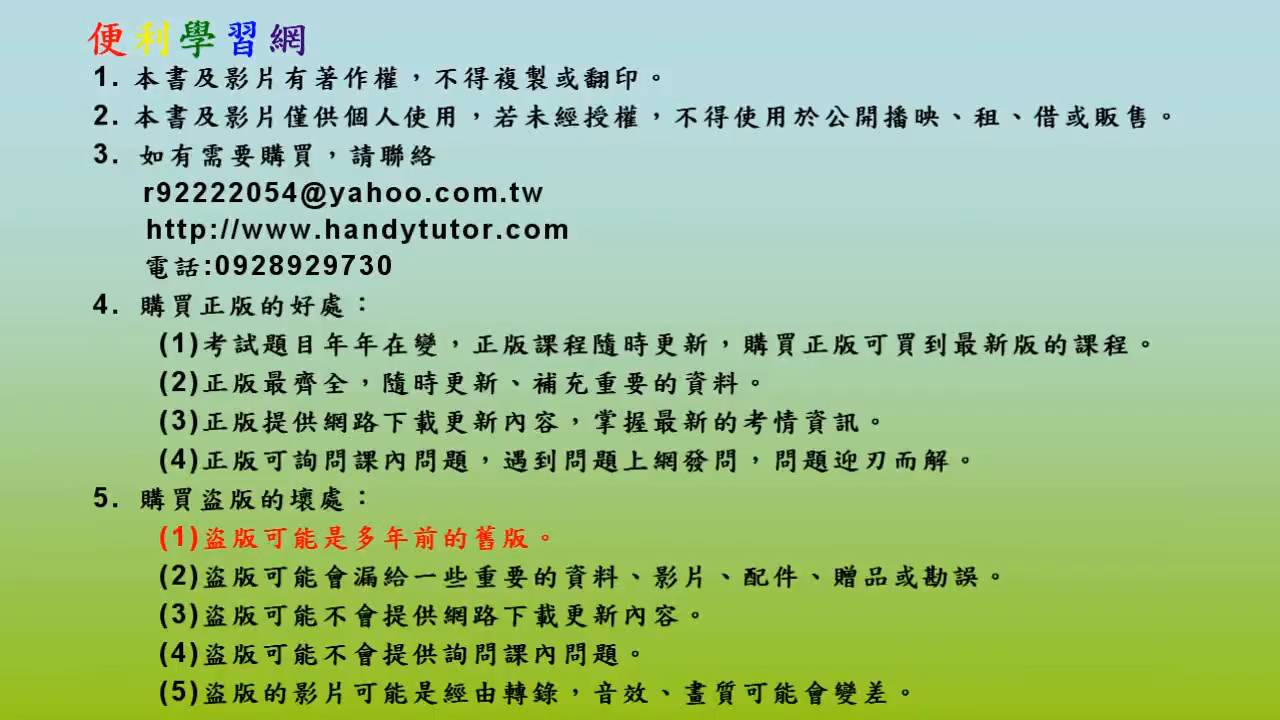 便利學習網
1. 本書及影片有著作權，不得複製或翻印。
2. 本書及影片僅供個人使用，若未經授權，不得使用於公開播映、租、借或販售。
3. 如有需要購買，請聯絡
r92222054@yahoo.com.tw
http://www.handytutor.com
電話:0928929730
4. 購買正版的好處：
(1)考試題目年年在變，正版課程隨時更新，購買正版可買到最新版的課程。
(2)正版最齊全，隨時更新、補充重要的資料。
(3)正版提供網路下載更新內容，掌握最新的考情資訊。
(4)正版可詢問課內問題，遇到問題上網發問，問題迎刃而解。
5. 購買盜版的壞處：
(1)盜版可能是多年前的舊版。
(2)盜版可能會漏給一些重要的資料、影片、配件、贈品或勘誤。
(3)盜版可能不會提供網路下載更新內容。
(4)盜版可能不會提供詢問課內問題。
(5)盜版的影片可能是經由轉錄，音效、畫質可能會變差。